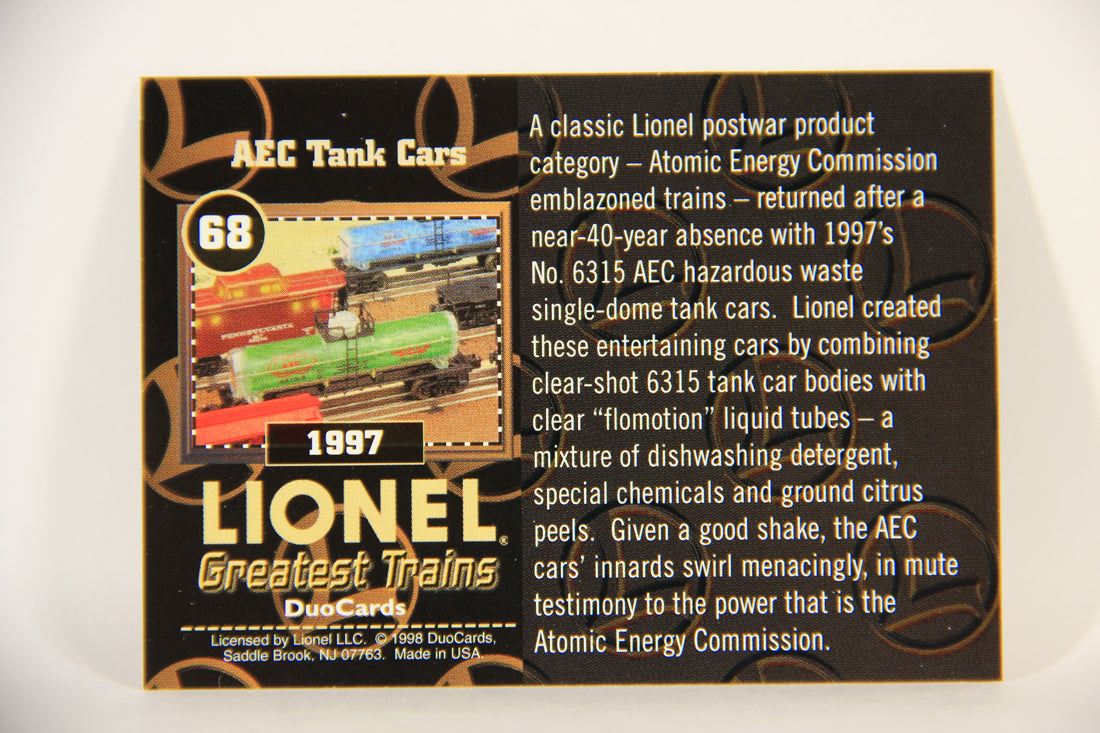 AEC Tank Cars
68
PENNSYLVANIA
1997
LIONEL®
Greatest Trains
DuoCards
Licensed by Lionel LLC. © 1998 DuoCards,
Saddle Brook, NJ 07763. Made in USA.
A classic Lionel postwar product
category – Atomic Energy Commission
emblazoned trains – returned after a
near-40-year absence with 1997's
No. 6315 AEC hazardous waste
single-dome tank cars. Lionel created
these entertaining cars by combining
clear-shot 6315 tank car bodies with
clear “flomotion” liquid tubes – a
mixture of dishwashing detergent,
special chemicals and ground citrus
peels. Given a good shake, the AEC
cars' innards swirl menacingly, in mute
testimony to the power that is the
Atomic Energy Commission.